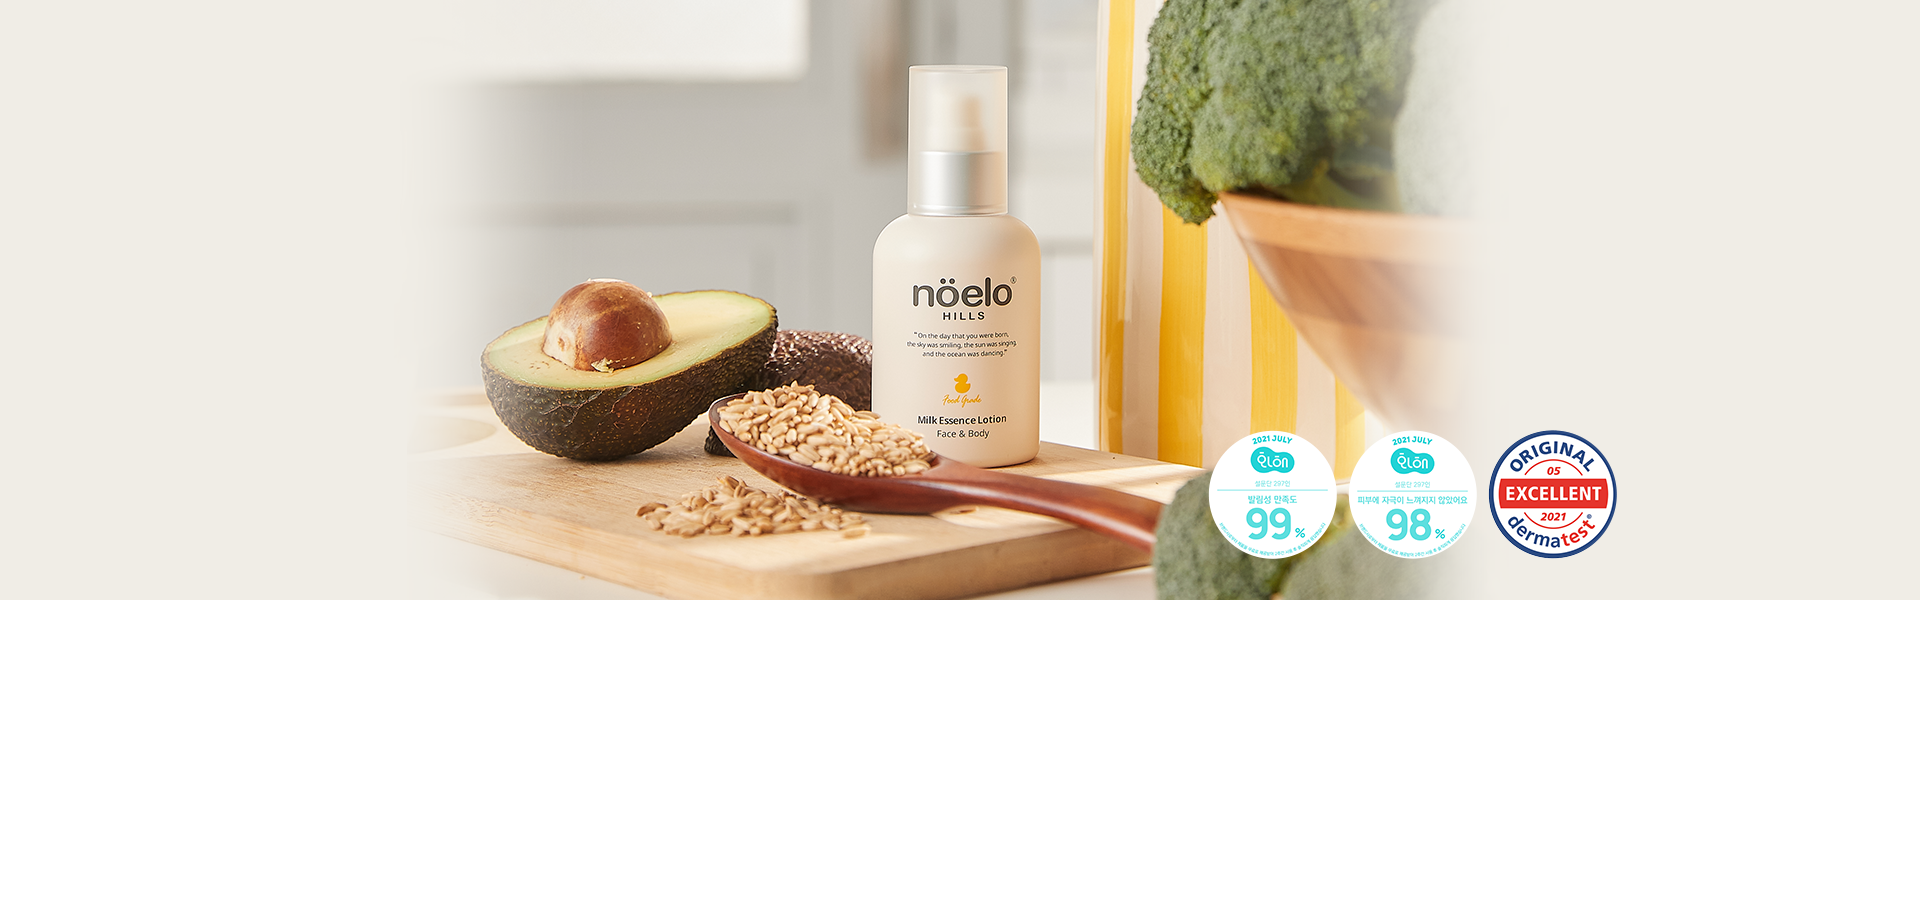 nöelo®
HILLS
"On the day that you were born,
the sky was smiling, the sun was singing,
and the ocean was dancing."
Food Grade
Milk Essence Lotion
Face & Body
2021 JULY
설문단 297인
발림성 만족도
99%
2021 JULY
설문단 297인
피부에 자극이 느껴지지 않았어요
98%
ORIGINAL
05
EXCELLENT
2021
dermatest®